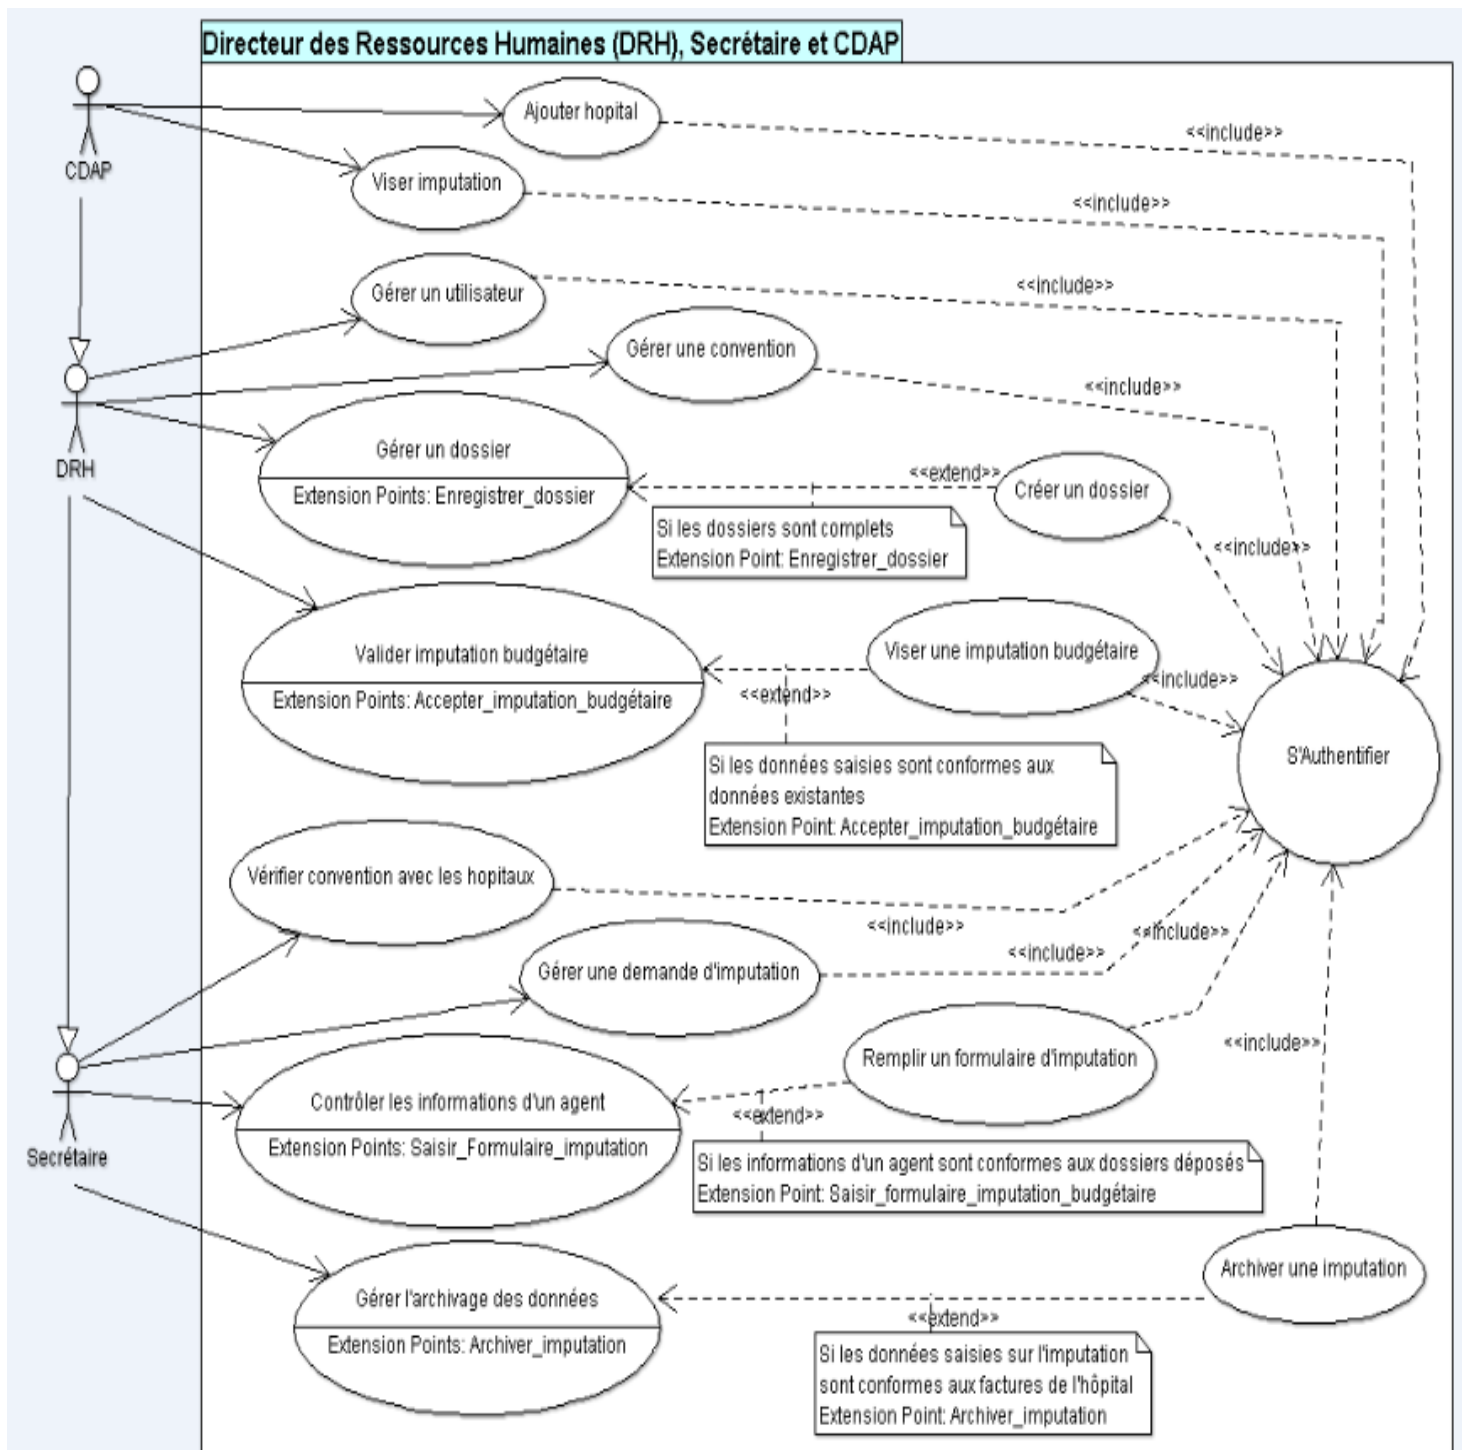 Directeur des Ressources Humaines (DRH), Secrétaire et CDAP
CDAP
Ajouter hopital
<<include>>
Viser imputation
<<include>>
Gérer un utilisateur
<<include>>
Gérer une convention
<<include>>
DRH
Gérer un dossier
Extension Points: Enregistrer_dossier
<<extend>>
Créer un dossier
Si les dossiers sont complets
Extension Point: Enregistrer_dossier
<<include>>
Valider imputation budgétaire
Extension Points: Accepter_imputation_budgétaire
<<extend>>
Viser une imputation budgétaire
<<include>>
Si les données saisies sont conformes aux
données existantes
Extension Point: Accepter_imputation_budgétaire
S'Authentifier
Vérifier convention avec les hopitaux
<<include>>
Gérer une demande d'imputation
<<include>>
<<include>>
Remplir un formulaire d'imputation
<<include>>
Secrétaire
Contrôler les informations d'un agent
Extension Points: Saisir_Formulaire_imputation
<<extend>>
Si les informations d'un agent sont conformes aux dossiers déposés
Extension Point: Saisir_formulaire_imputation_budgétaire
Archiver une imputation
Gérer l'archivage des données
Extension Points: Archiver_imputation
<<extend>>
Si les données saisies sur l'imputation
sont conformes aux factures de l'hôpital
Extension Point: Archiver_imputation